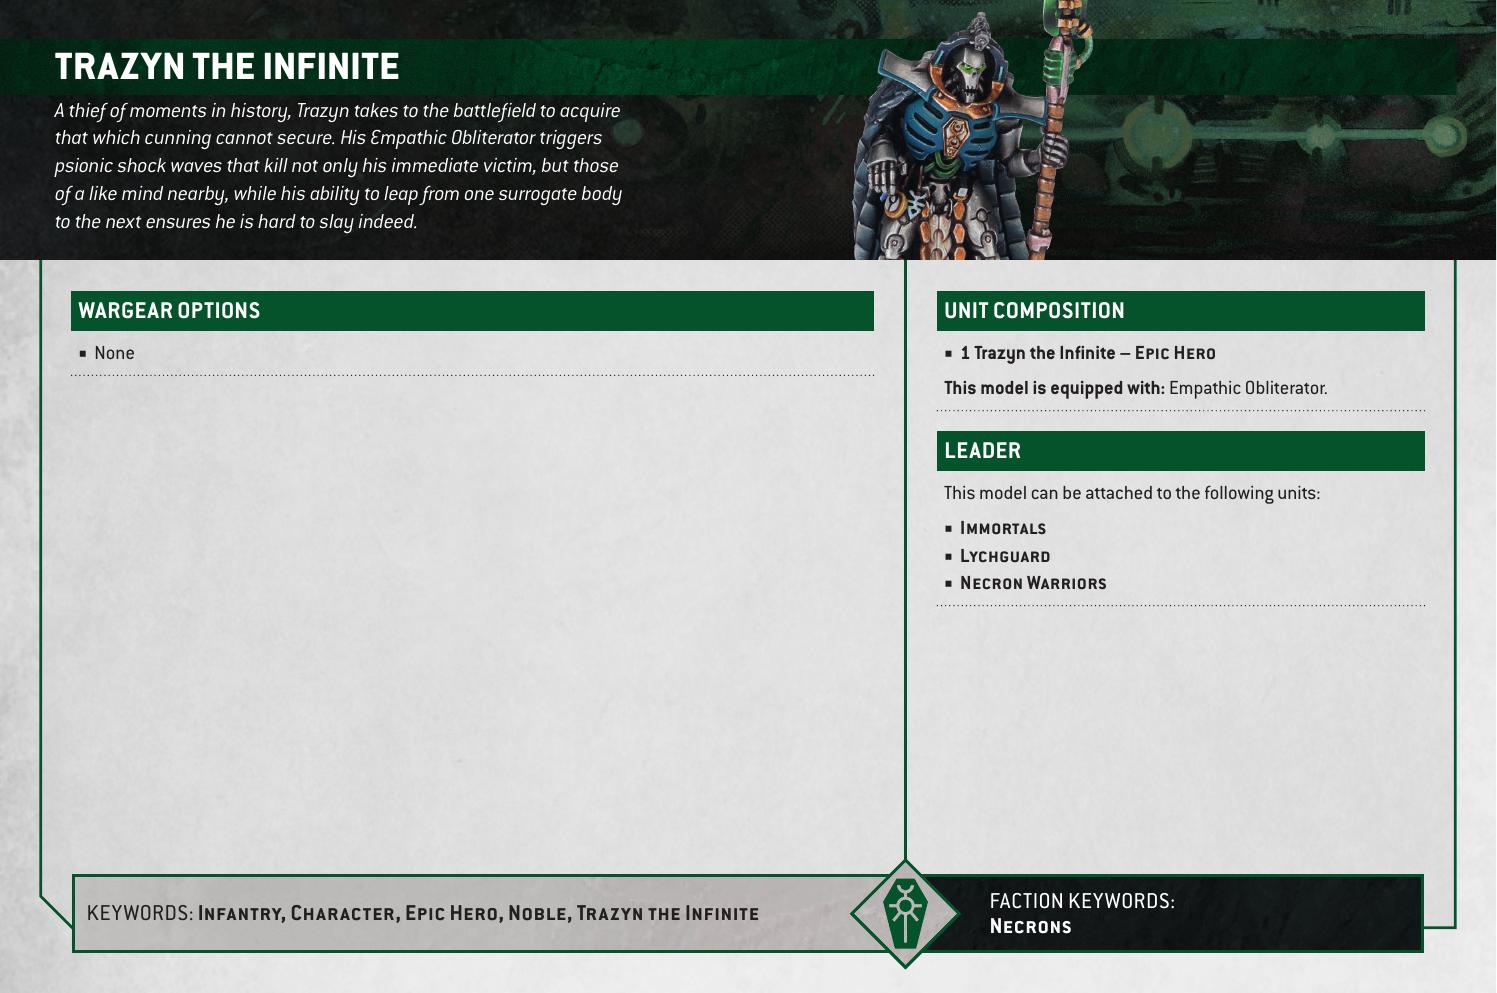 TRAZYN THE INFINITE
A thief of moments in history, Trazyn takes to the battlefield to acquire
that which cunning cannot secure. His Empathic Obliterator triggers
psionic shock waves that kill not only his immediate victim, but those
of a like mind nearby, while his ability to leap from one surrogate body
to the next ensures he is hard to slay indeed.
WARGEAR OPTIONS
▪ None
UNIT COMPOSITION
▪ 1 Trazyn the Infinite – EPIC HERO
This model is equipped with: Empathic Obliterator.
LEADER
This model can be attached to the following units:
▪ IMMORTALS
▪ LYCHGUARD
▪ NECRON WARRIORS
KEYWORDS: INFANTRY, CHARACTER, EPIC HERO, NOBLE, TRAZYN THE INFINITE
FACTION KEYWORDS:
NECRONS